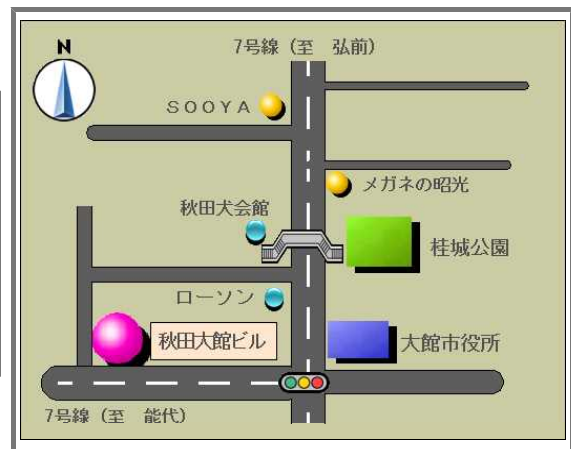 7号線（至　弘前）
N
ＳＯＯＹＡ
メガネの昭光
秋田犬会館
桂城公園
ローソン
秋田大館ビル
大館市役所
7号線（至　能代）